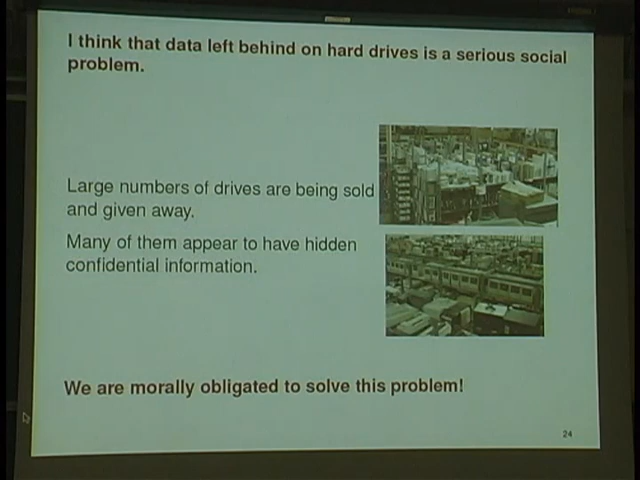 I think that data left behind on hard drives is a serious social
problem.
Large numbers of drives are being sold
and given away.
Many of them appear to have hidden
confidential information.
We are morally obligated to solve this problem!
24